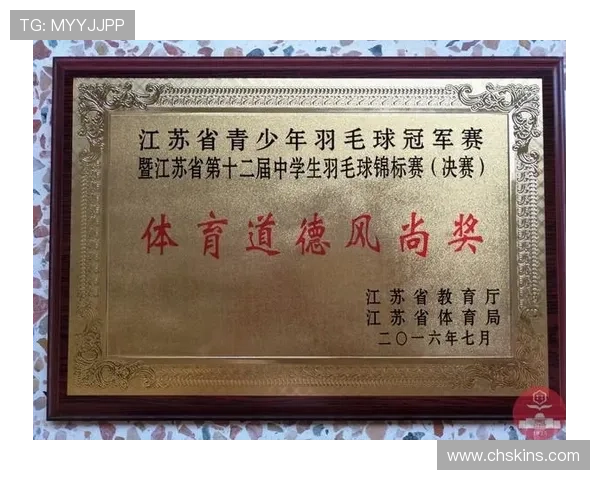 TG: MYYJJPP
江苏省青少年羽毛球冠军赛
暨江苏省第十二届中学生羽毛球锦标赛（决赛）
体育道德风尚奖
江苏省教育厅
江苏省体育局
二〇一六年七月
www.chskins.com